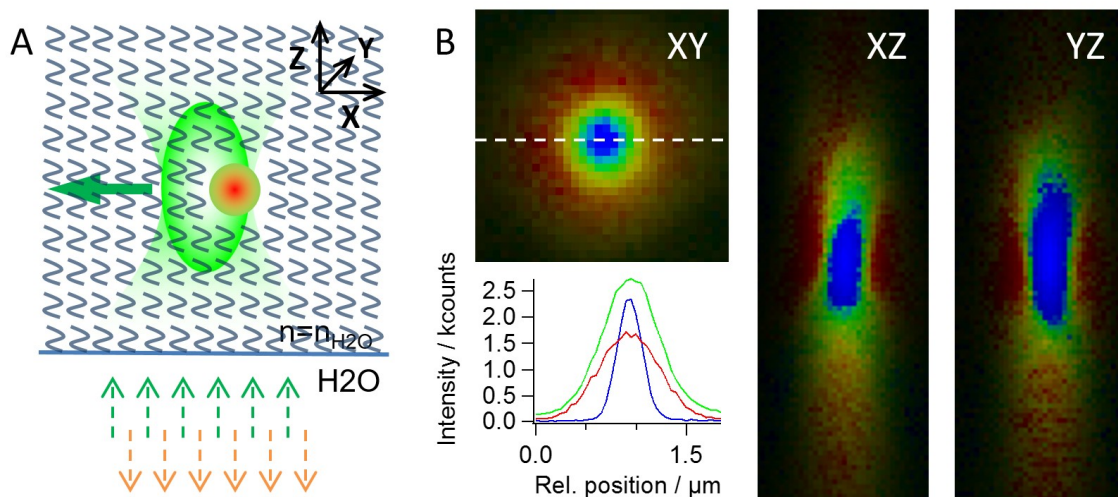 A
Z
Y
X
n=nH2O
H2O
B
XY
XZ
YZ
Intensity / kcounts
2.5
2.0
1.5
1.0
0.5
0.0
0.0
1.5
Rel. position / µm